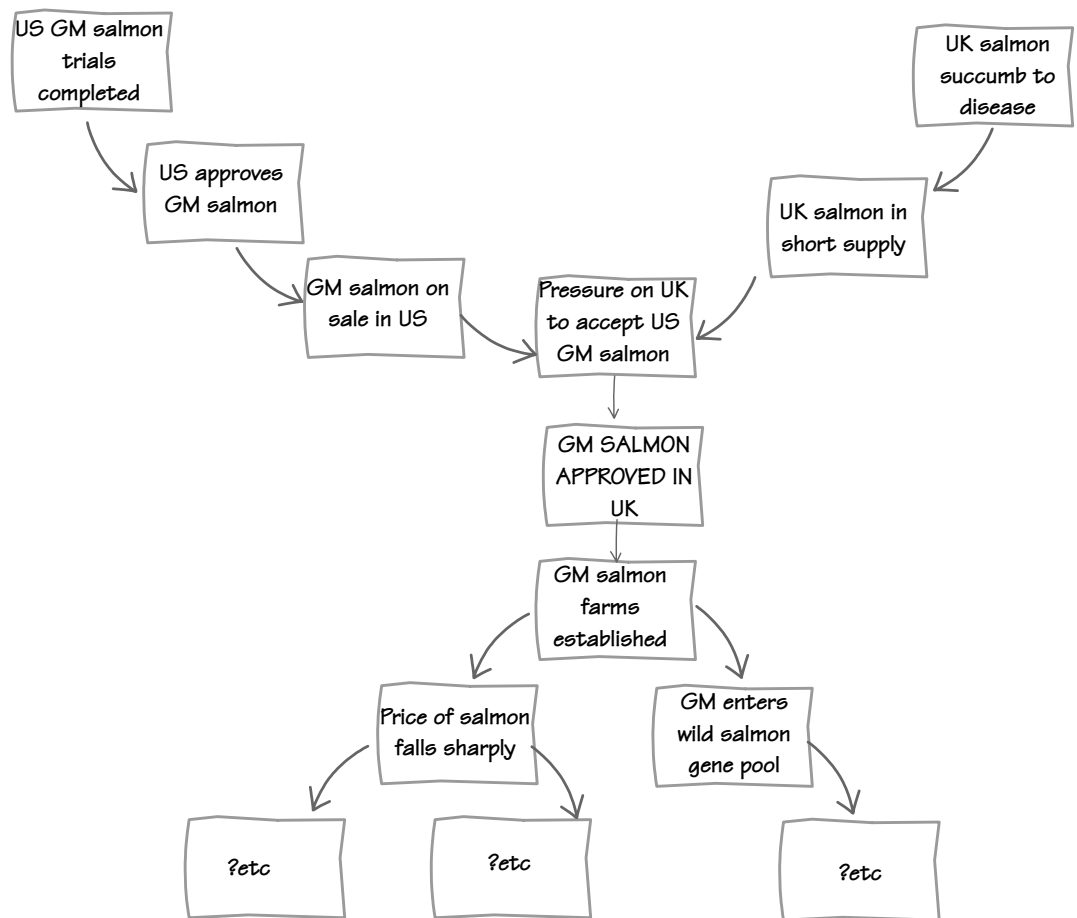 US GM salmon
trials
completed
UK salmon
succumb to
disease
US approves
GM salmon
UK salmon in
short supply
GM salmon on
sale in US
Pressure on UK
to accept US
GM salmon
GM SALMON
APPROVED IN
UK
GM salmon
farms
established
Price of salmon
falls sharply
GM enters
wild salmon
gene pool
?etc
?etc
?etc